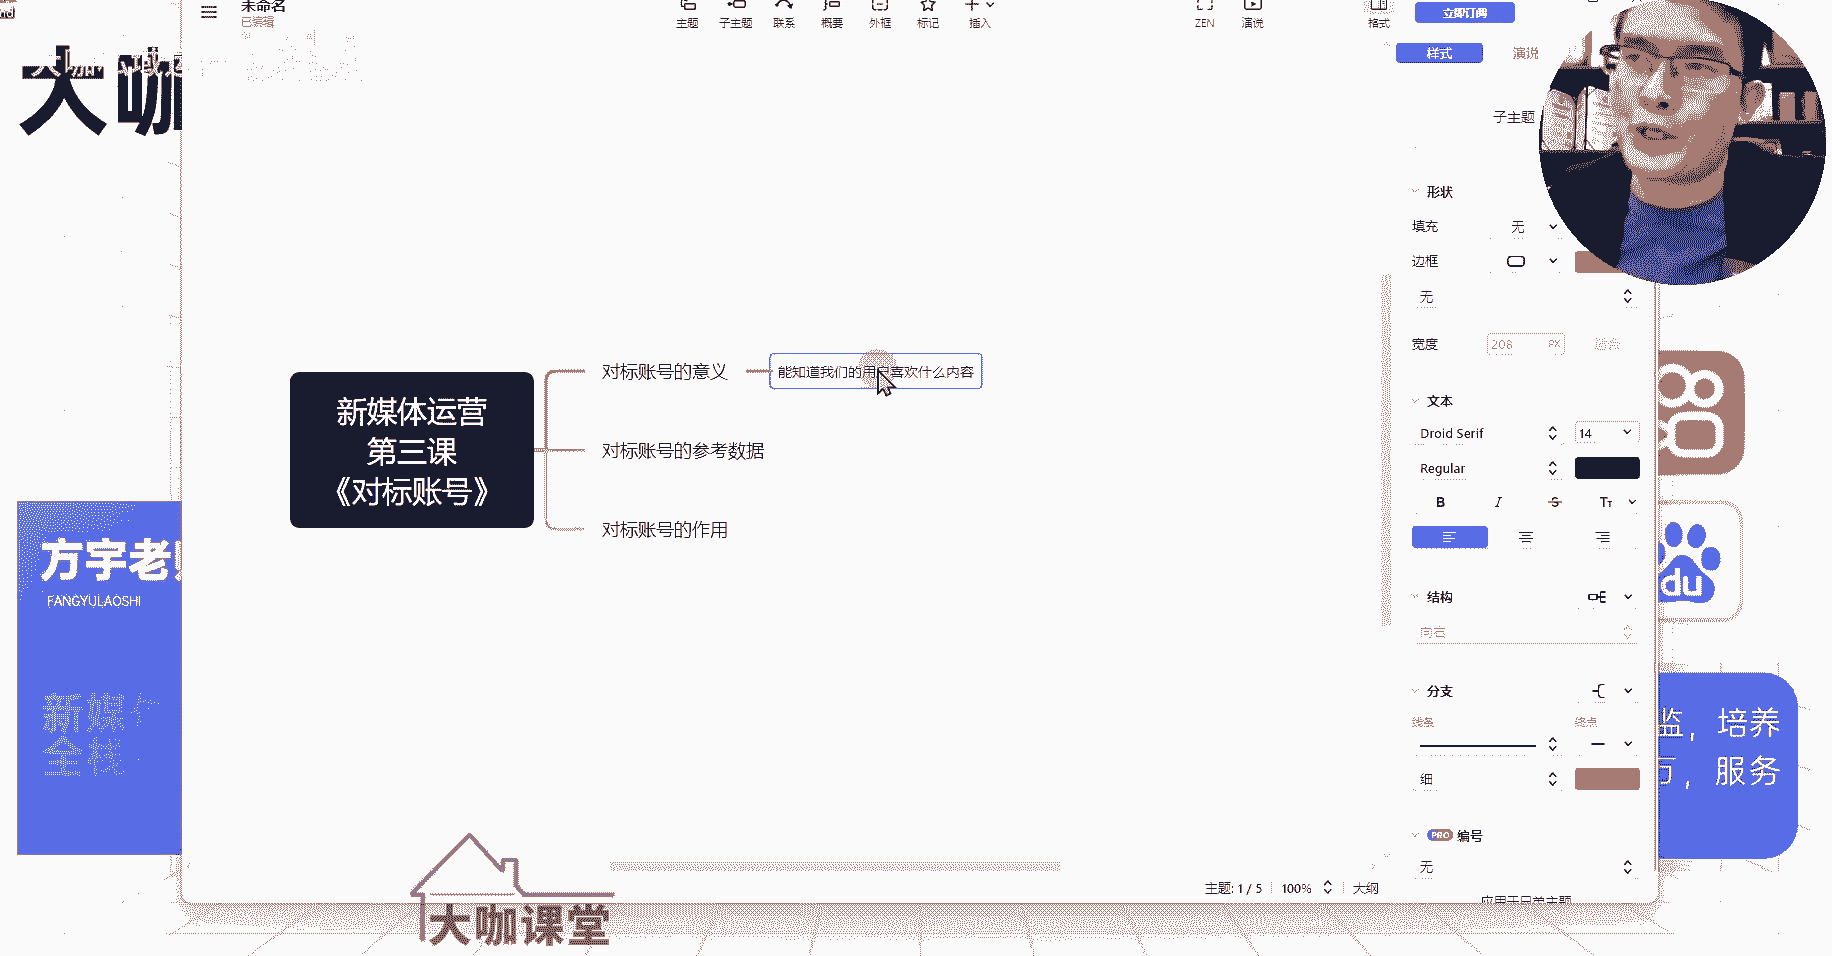 未命名
已编辑
主题
子主题
联系
概要
外框
标记
插入
ZEN
演说
格式
立即订阅
大咖
样式
演说
子主题
形状
填充
无
边框
无
宽度
208
PX
新媒体运营
第三课
《对标账号》
对标账号的意义
能知道我们的用户喜欢什么内容
对标账号的参考数据
对标账号的作用
文本
Droid Serif
14
Regular
B
I
S
TT
结构
向右
分支
线条
终点
细
PRO
编号
无
主题: 1 / 5
100%
大纲
方宇老
FANGYULAOSHI
新媒
全栈
du
监，培养
万，服务
大咖课堂